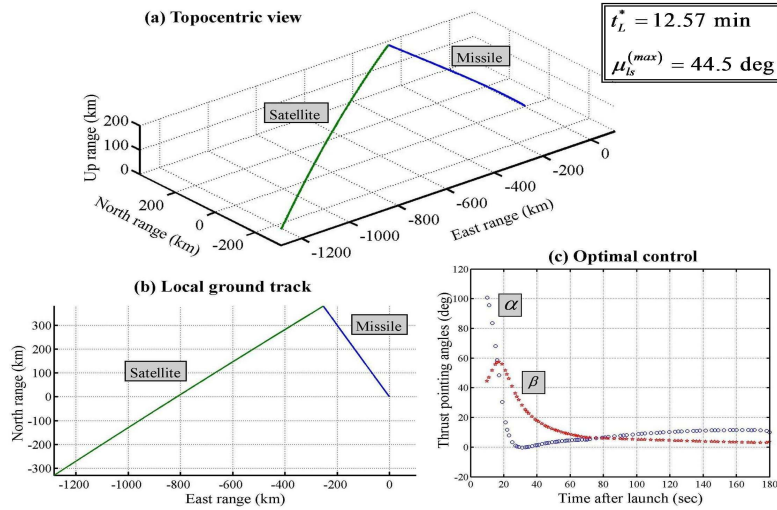 (a) Topocentric view
t*L = 12.57 min
μls(max) = 44.5 deg
Missile
Satellite
Up range (km)
200
100
0
North range (km)
200
0
-200
East range (km)
-1200
-1000
-800
-600
-400
-200
0
(b) Local ground track
North range (km)
300
200
100
0
-100
-200
-300
Satellite
Missile
-1200
-1000
-800
-600
-400
-200
0
East range (km)
(c) Optimal control
Thrust pointing angles (deg)
120
100
80
60
40
20
0
-20
α
β
0
20
40
60
80
100
120
140
160
180
Time after launch (sec)